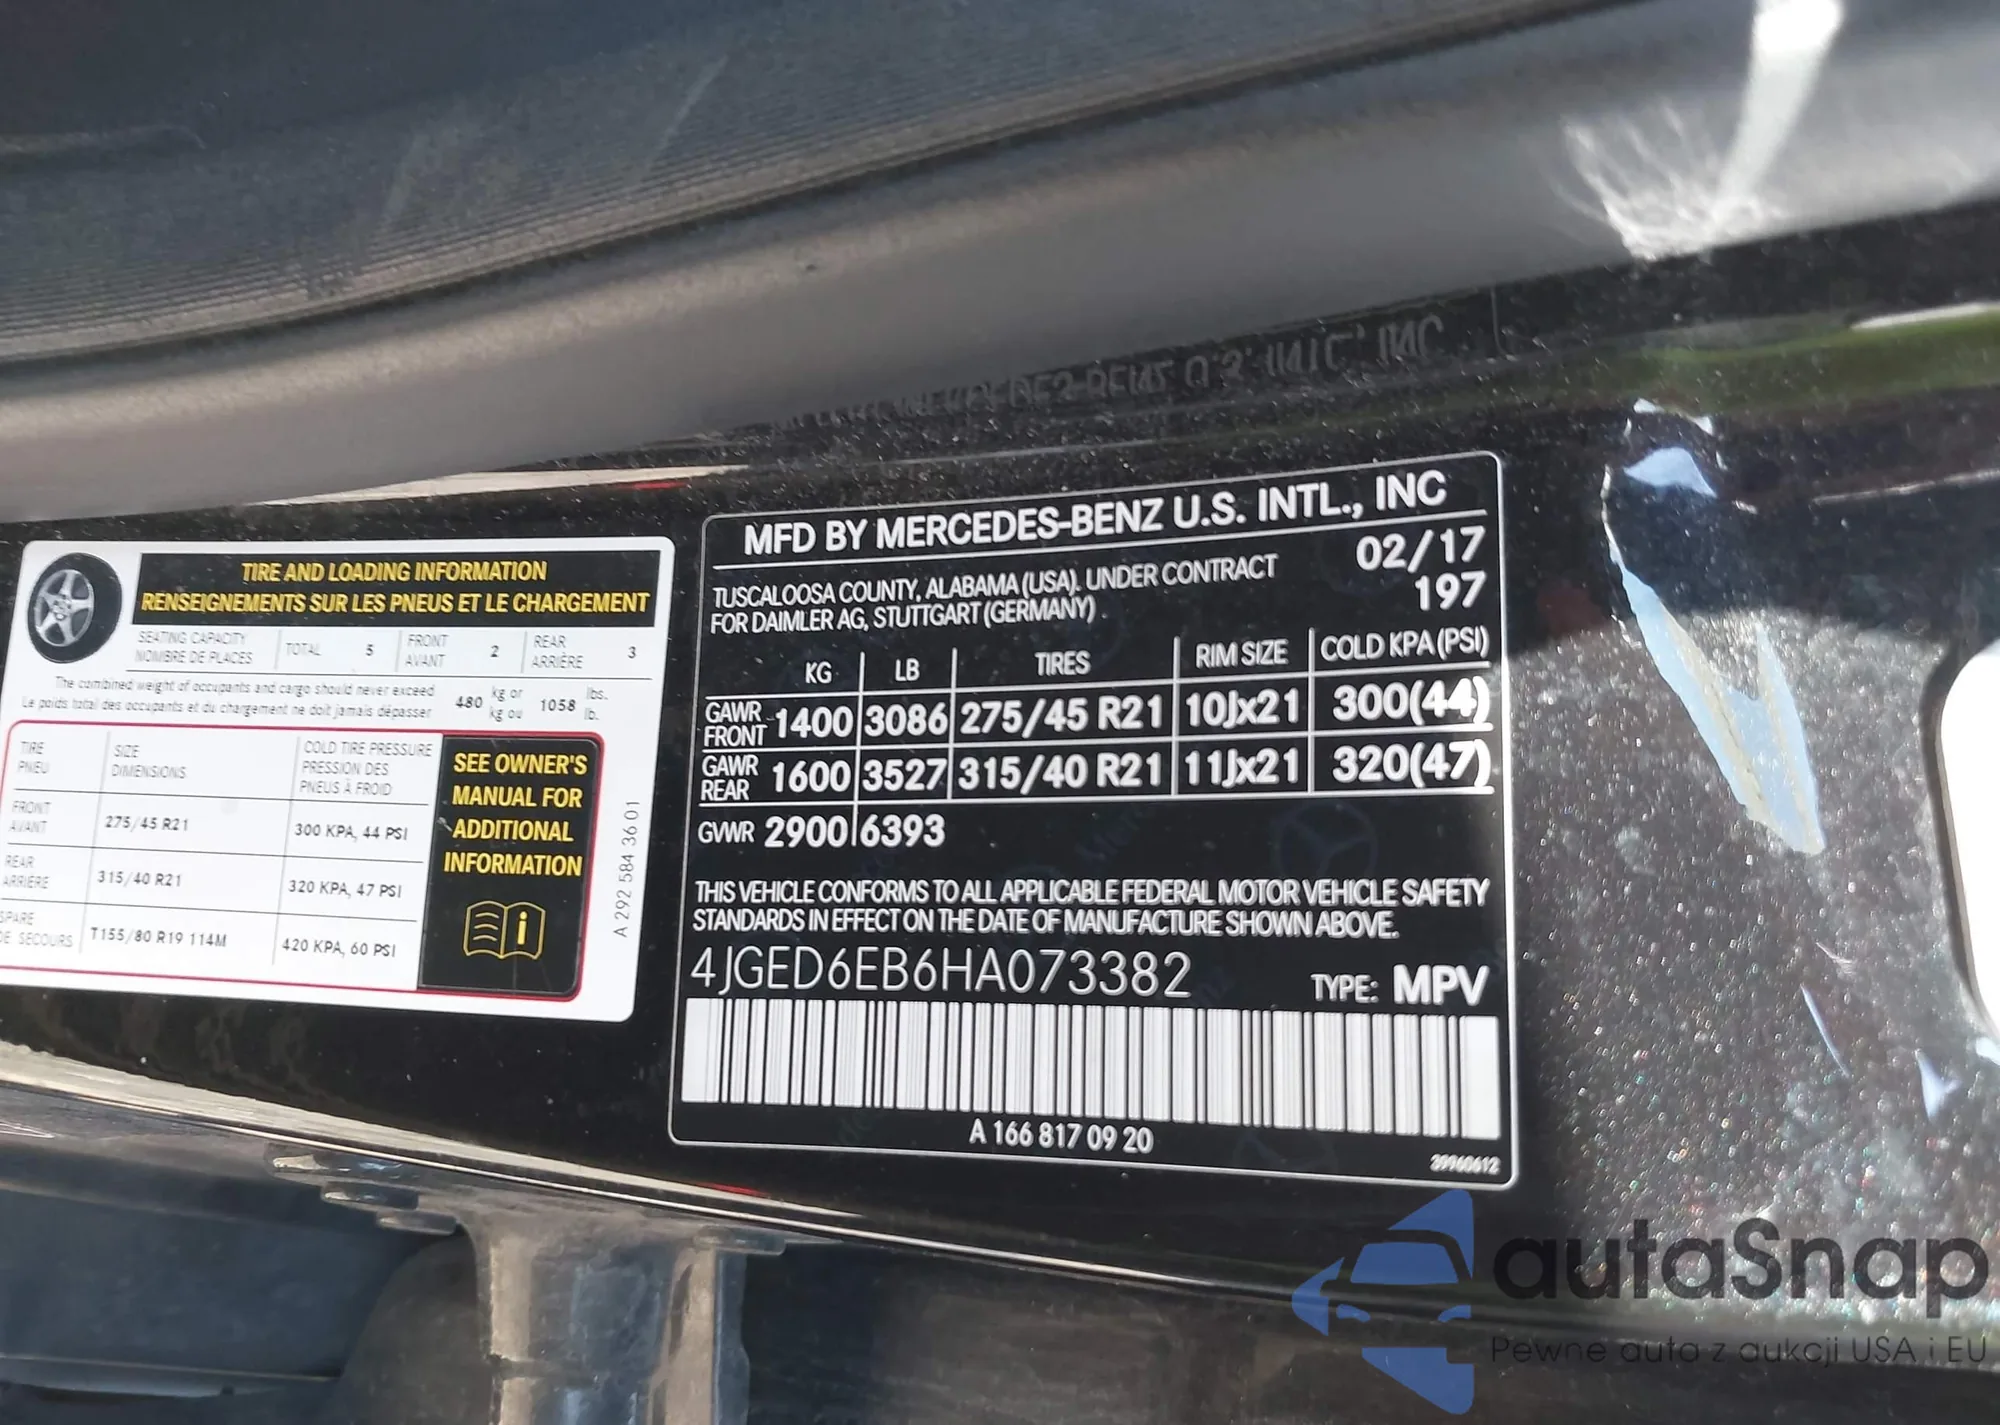 TIRE AND LOADING INFORMATION
RENSEIGNEMENTS SUR LES PNEUS ET LE CHARGEMENT
SEATING CAPACITY
NOMBRE DE PLACES
TOTAL 5
FRONT
AVANT
2
REAR
ARRIÈRE
3
The combined weight of occupants and cargo should never exceed
Le poids total des occupants et du chargement ne doit jamais dépasser
480
kg or
kg ou
1058
lbs.
lb.
TIRE
PNEU
SIZE
DIMENSIONS
COLD TIRE PRESSURE
PRESSION DES
PNEUS À FROID
FRONT
AVANT
275/45 R21
300 KPA, 44 PSI
REAR
ARRIÈRE
315/40 R21
320 KPA, 47 PSI
SPARE
DE SECOURS
T155/80 R19 114M
420 KPA, 60 PSI
SEE OWNER'S
MANUAL FOR
ADDITIONAL
INFORMATION
A 292 584 36 01
MFD BY MERCEDES-BENZ U.S. INTL., INC
TUSCALOOSA COUNTY, ALABAMA (USA). UNDER CONTRACT
FOR DAIMLER AG, STUTTGART (GERMANY)
02/17
197
KG LB TIRES RIM SIZE COLD KPA (PSI)
GAWR
FRONT
1400 3086 275/45 R21 10Jx21 300(44)
GAWR
REAR
1600 3527 315/40 R21 11Jx21 320(47)
GVWR 2900 6393
THIS VEHICLE CONFORMS TO ALL APPLICABLE FEDERAL MOTOR VEHICLE SAFETY
STANDARDS IN EFFECT ON THE DATE OF MANUFACTURE SHOWN ABOVE.
4JGED6EB6HA073382
TYPE: MPV
A 166 817 09 20
autaSnap
Pewne auta z aukcji USA i EU